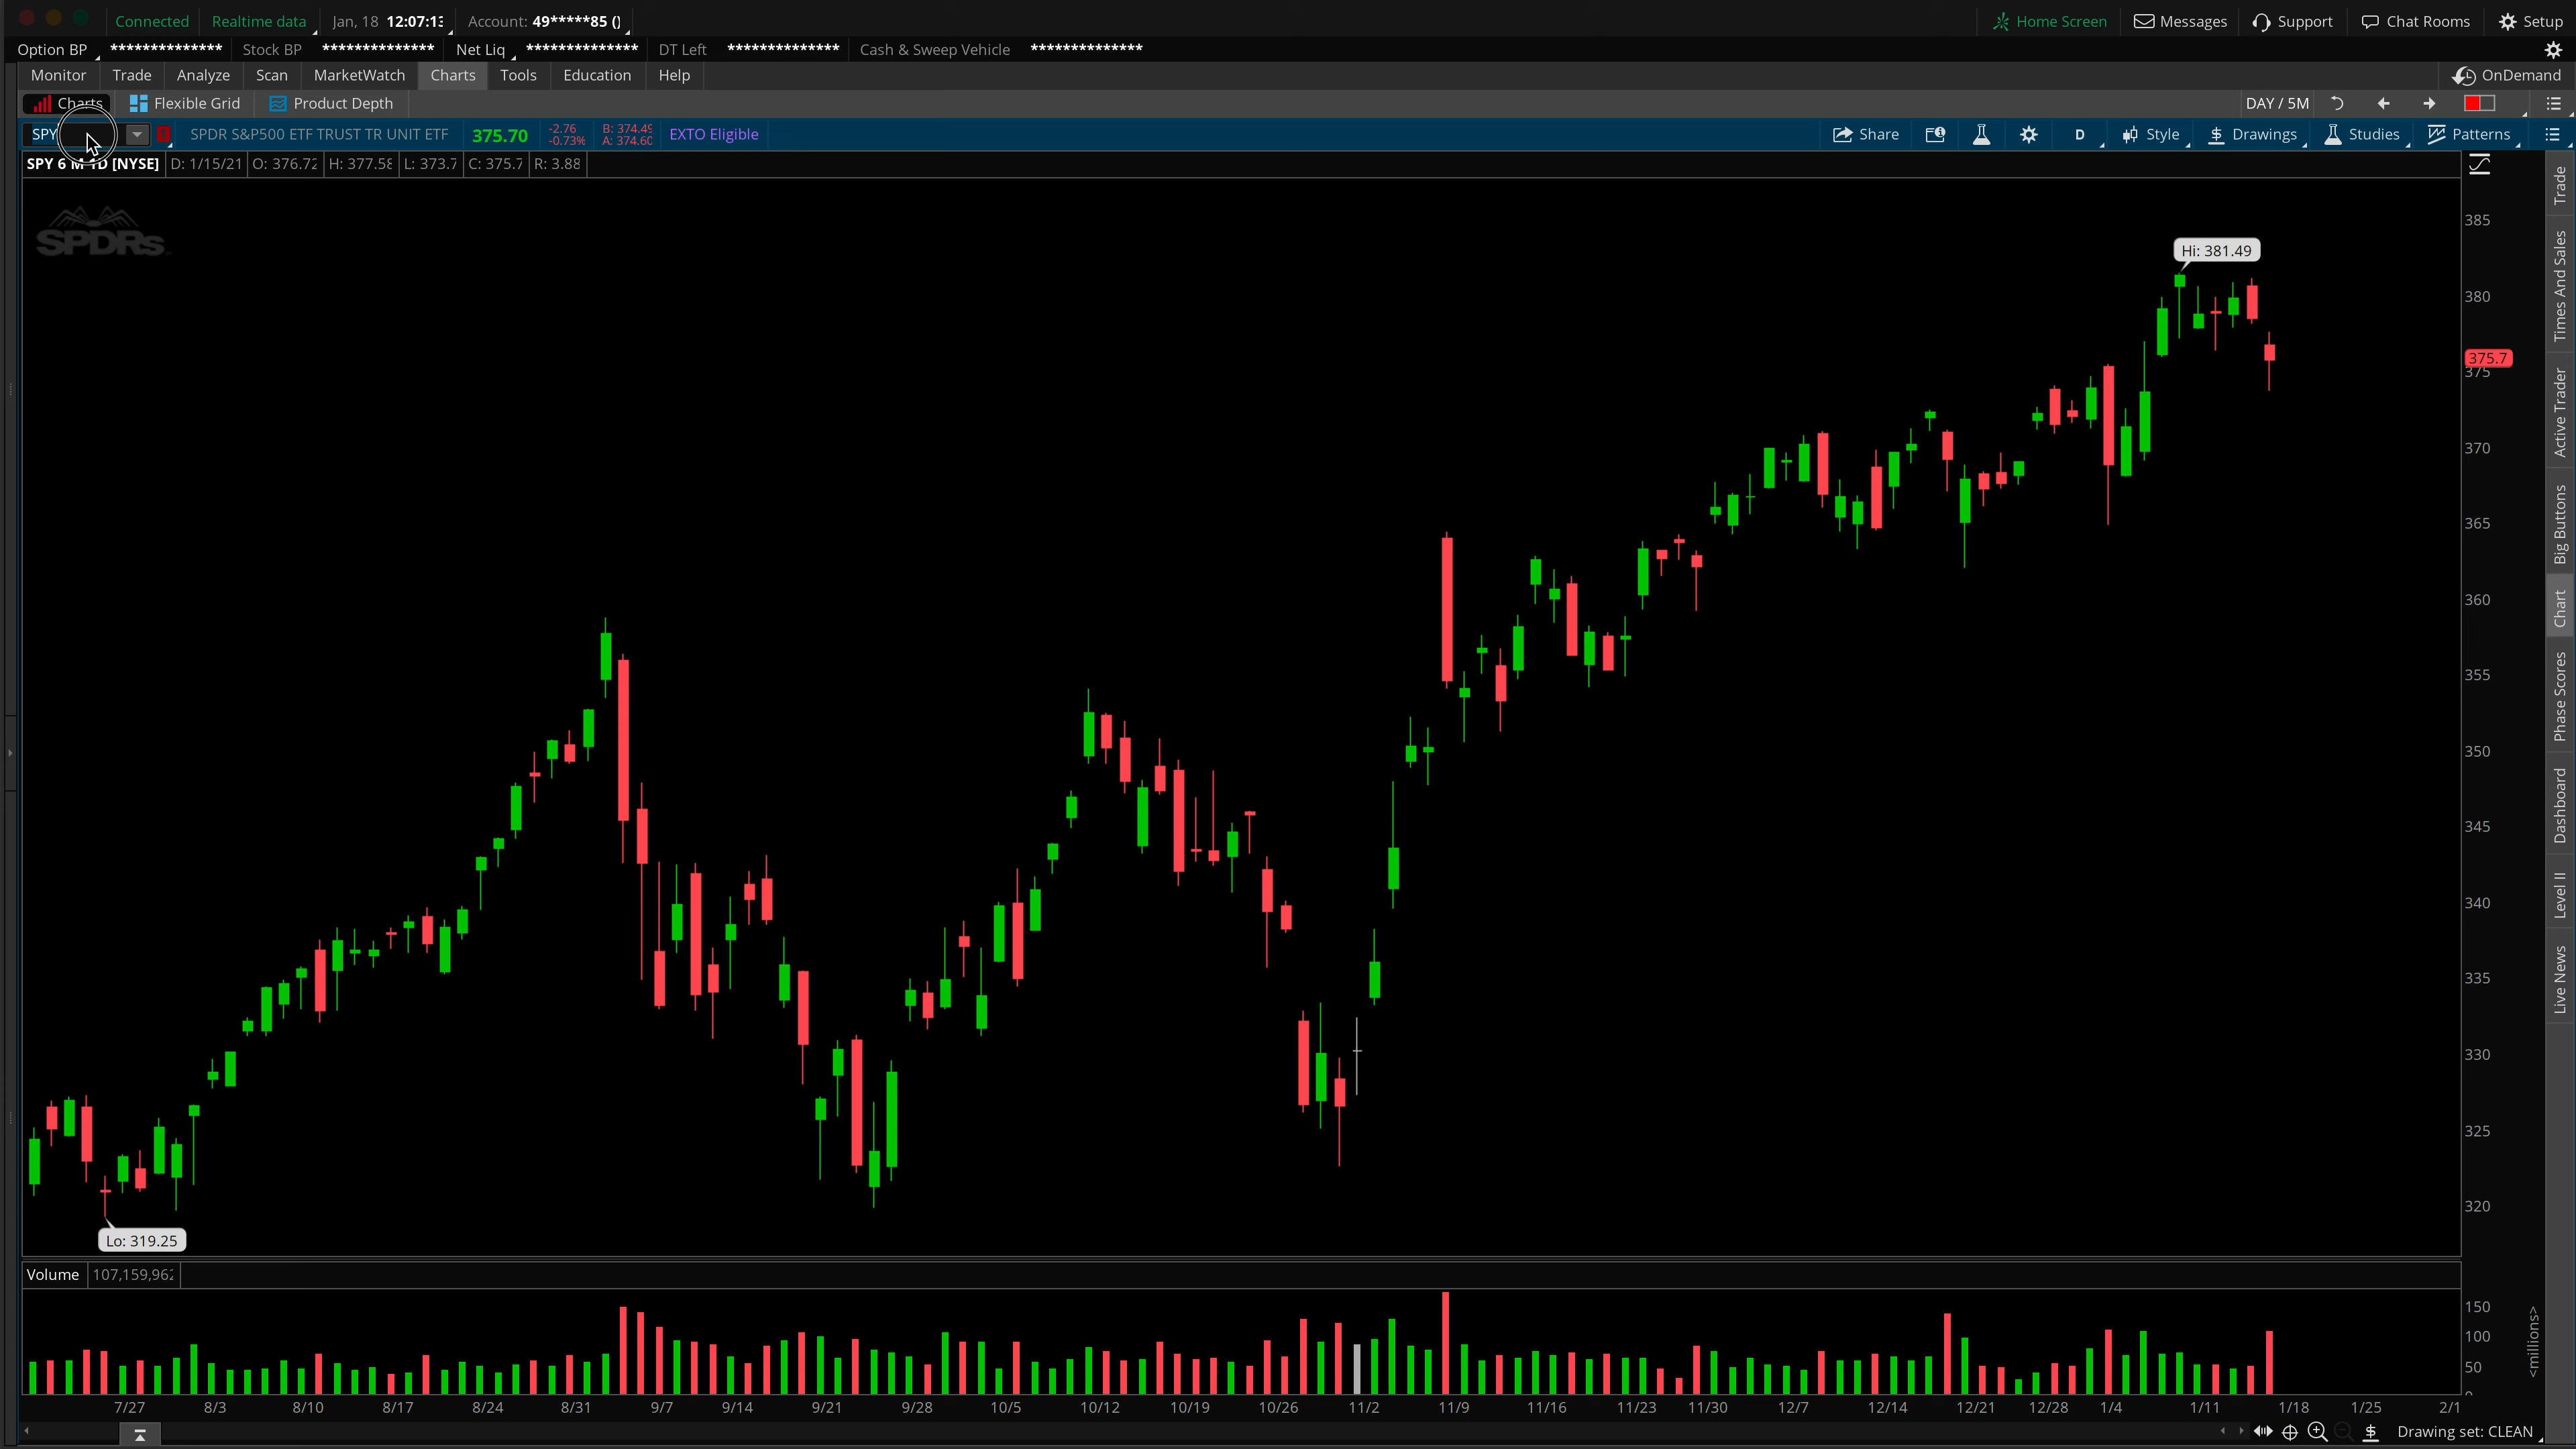 Connected Realtime data Jan, 18 12:07:13 Account: 49*****85 () Home Screen Messages Support Chat Rooms Setup
Option BP ************** Stock BP ************** Net Liq ************** DT Left ************** Cash & Sweep Vehicle **************
Monitor Trade Analyze Scan MarketWatch Charts Tools Education Help OnDemand
Charts Flexible Grid Product Depth DAY / 5M
SPY SPDR S&P500 ETF TRUST TR UNIT ETF 375.70 -2.76 B: 374.49 EXTO Eligible Share D Style $ Drawings Studies Patterns
-0.73% A: 374.60
SPY 6 M 1D [NYSE] D: 1/15/21 O: 376.72 H: 377.58 L: 373.7 C: 375.7 R: 3.88
SPDRs
Hi: 381.49
Lo: 319.25
385
380
375.7
375
370
365
360
355
350
345
340
335
330
325
320
Volume 107,159,962
150
100
50
0
<millions>
7/27 8/3 8/10 8/17 8/24 8/31 9/7 9/14 9/21 9/28 10/5 10/12 10/19 10/26 11/2 11/9 11/16 11/23 11/30 12/7 12/14 12/21 12/28 1/4 1/11 1/18 1/25 2/1
$ Drawing set: CLEAN
Trade
Times And Sales
Active Trader
Big Buttons
Chart
Phase Scores
Dashboard
Level II
Live News